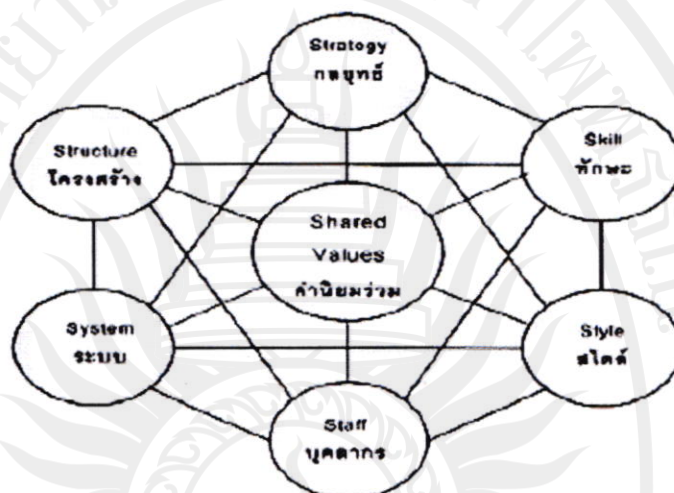 Strategy
กลยุทธ์
Structure
โครงสร้าง
Skill
ทักษะ
Shared
Values
ค่านิยมร่วม
System
ระบบ
Style
สไตล์
Staff
บุคลากร